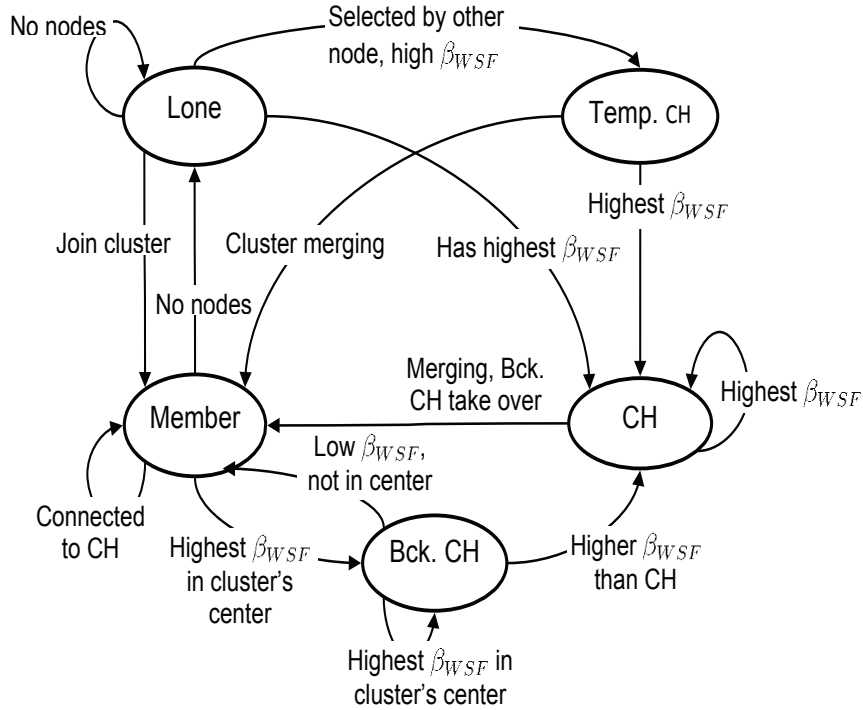 No nodes
Selected by other
node, high β_WSF
Lone
Temp. CH
Highest β_WSF
Join cluster
Cluster merging
Has highest β_WSF
No nodes
Merging, Bck.
CH take over
Highest β_WSF
Member
CH
Low β_WSF,
not in center
Connected
to CH
Highest β_WSF
in cluster's
center
Bck. CH
Higher β_WSF
than CH
Highest β_WSF in
cluster's center